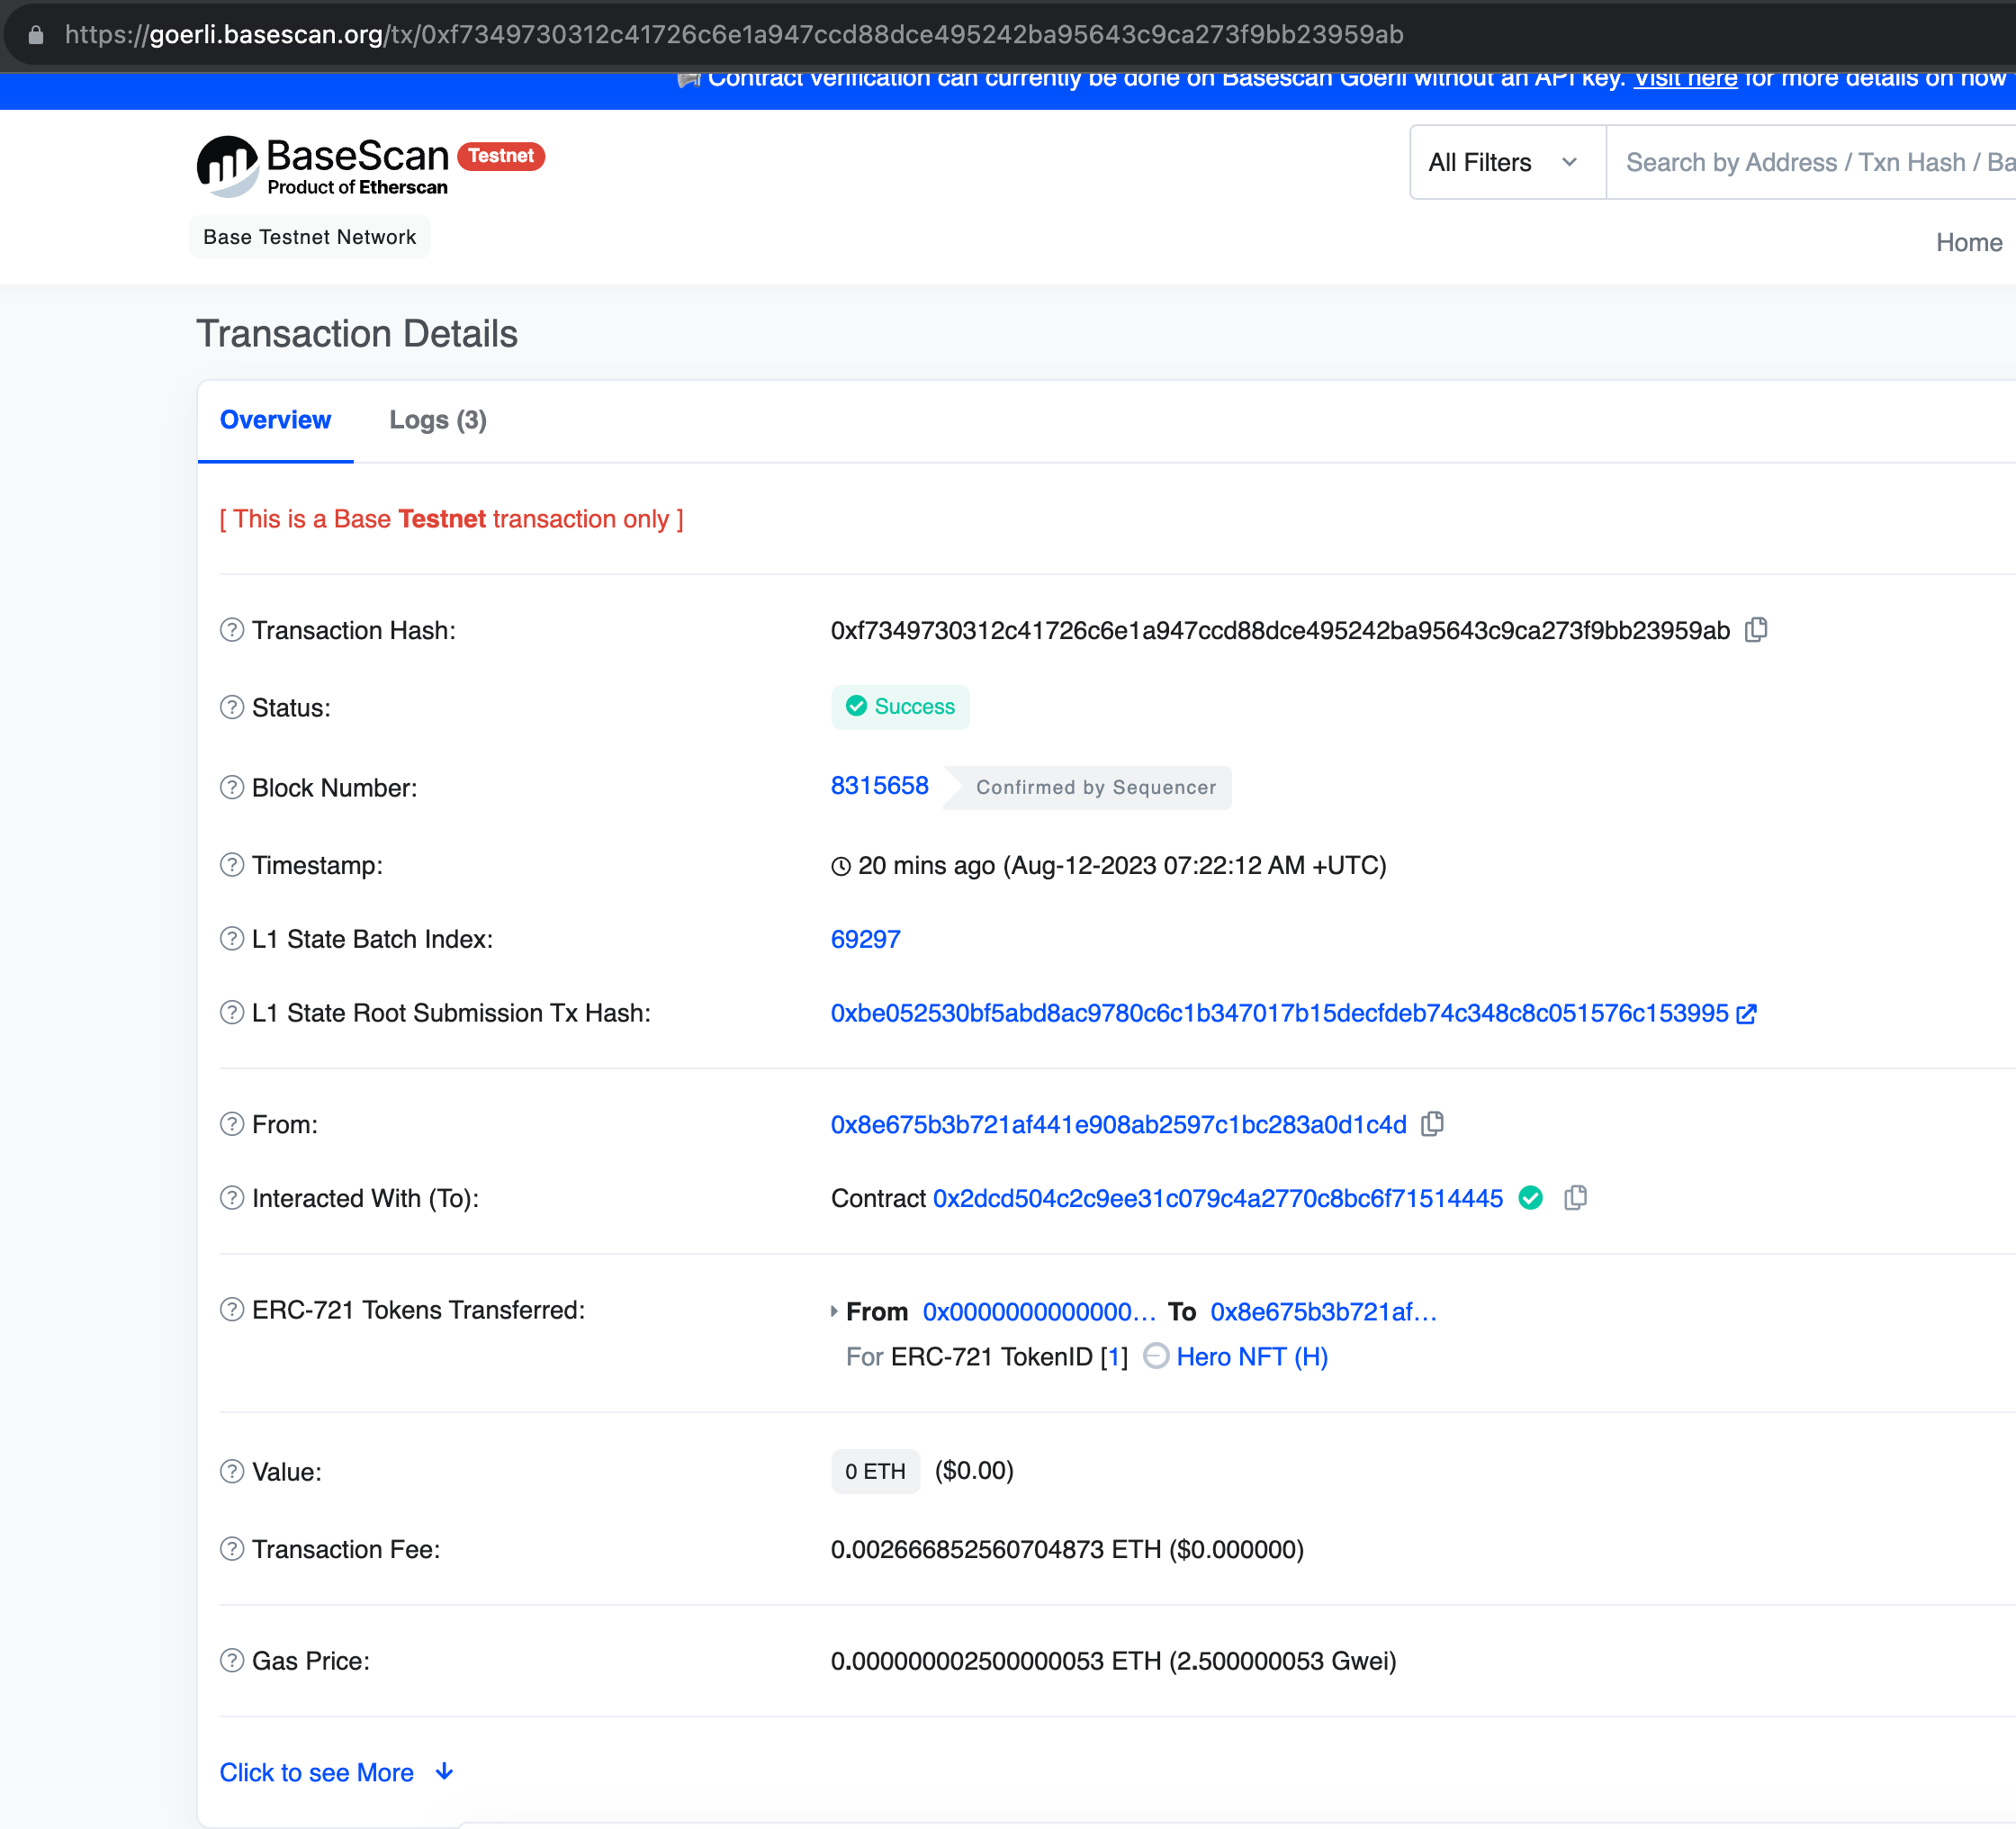 https://goerli.basescan.org/tx/0xf7349730312c41726c6e1a947ccd88dce495242ba95643c9ca273f9bb23959ab
Contract verification can currently be done on Basescan Goerli without an API key. Visit here for more details on how
BaseScan Testnet
Product of Etherscan
All Filters
Search by Address / Txn Hash / Ba
Base Testnet Network
Home
Transaction Details
Overview
Logs (3)
[ This is a Base Testnet transaction only ]
Transaction Hash:
0xf7349730312c41726c6e1a947ccd88dce495242ba95643c9ca273f9bb23959ab
Status:
Success
Block Number:
8315658
Confirmed by Sequencer
Timestamp:
20 mins ago (Aug-12-2023 07:22:12 AM +UTC)
L1 State Batch Index:
69297
L1 State Root Submission Tx Hash:
0xbe052530bf5abd8ac9780c6c1b347017b15decfdeb74c348c8c051576c153995
From:
0x8e675b3b721af441e908ab2597c1bc283a0d1c4d
Interacted With (To):
Contract 0x2dcd504c2c9ee31c079c4a2770c8bc6f71514445
ERC-721 Tokens Transferred:
From 0x0000000000000... To 0x8e675b3b721af...
For ERC-721 TokenID [1] Hero NFT (H)
Value:
0 ETH ($0.00)
Transaction Fee:
0.002666852560704873 ETH ($0.000000)
Gas Price:
0.000000002500000053 ETH (2.500000053 Gwei)
Click to see More